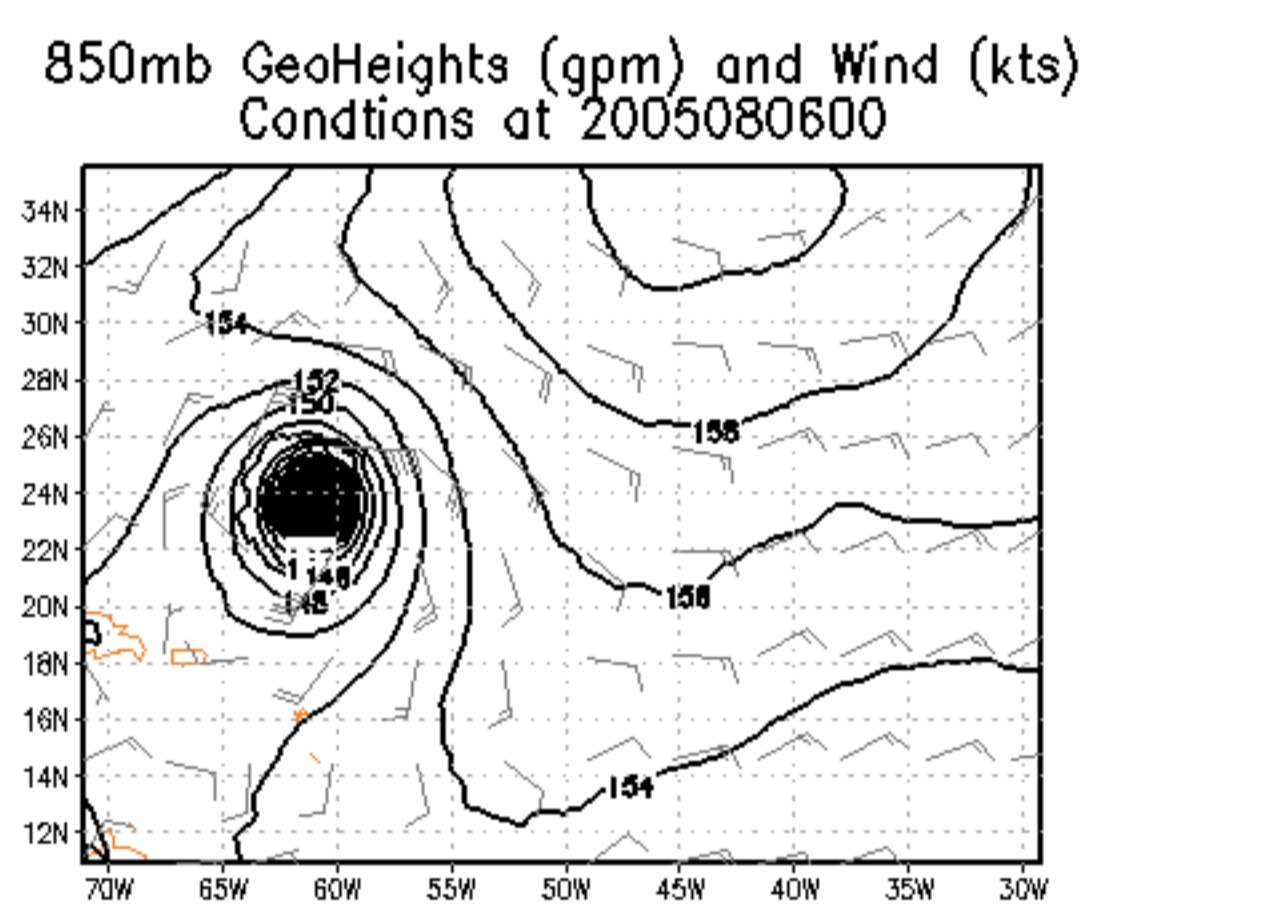 850mb GeoHeights (gpm) and Wind (kts)
Condtions at 2005080600
34N
32N
30N
28N
26N
24N
22N
20N
18N
16N
14N
12N
154
152
150
158
146
148
156
154
70W 65W 60W 55W 50W 45W 40W 35W 30W